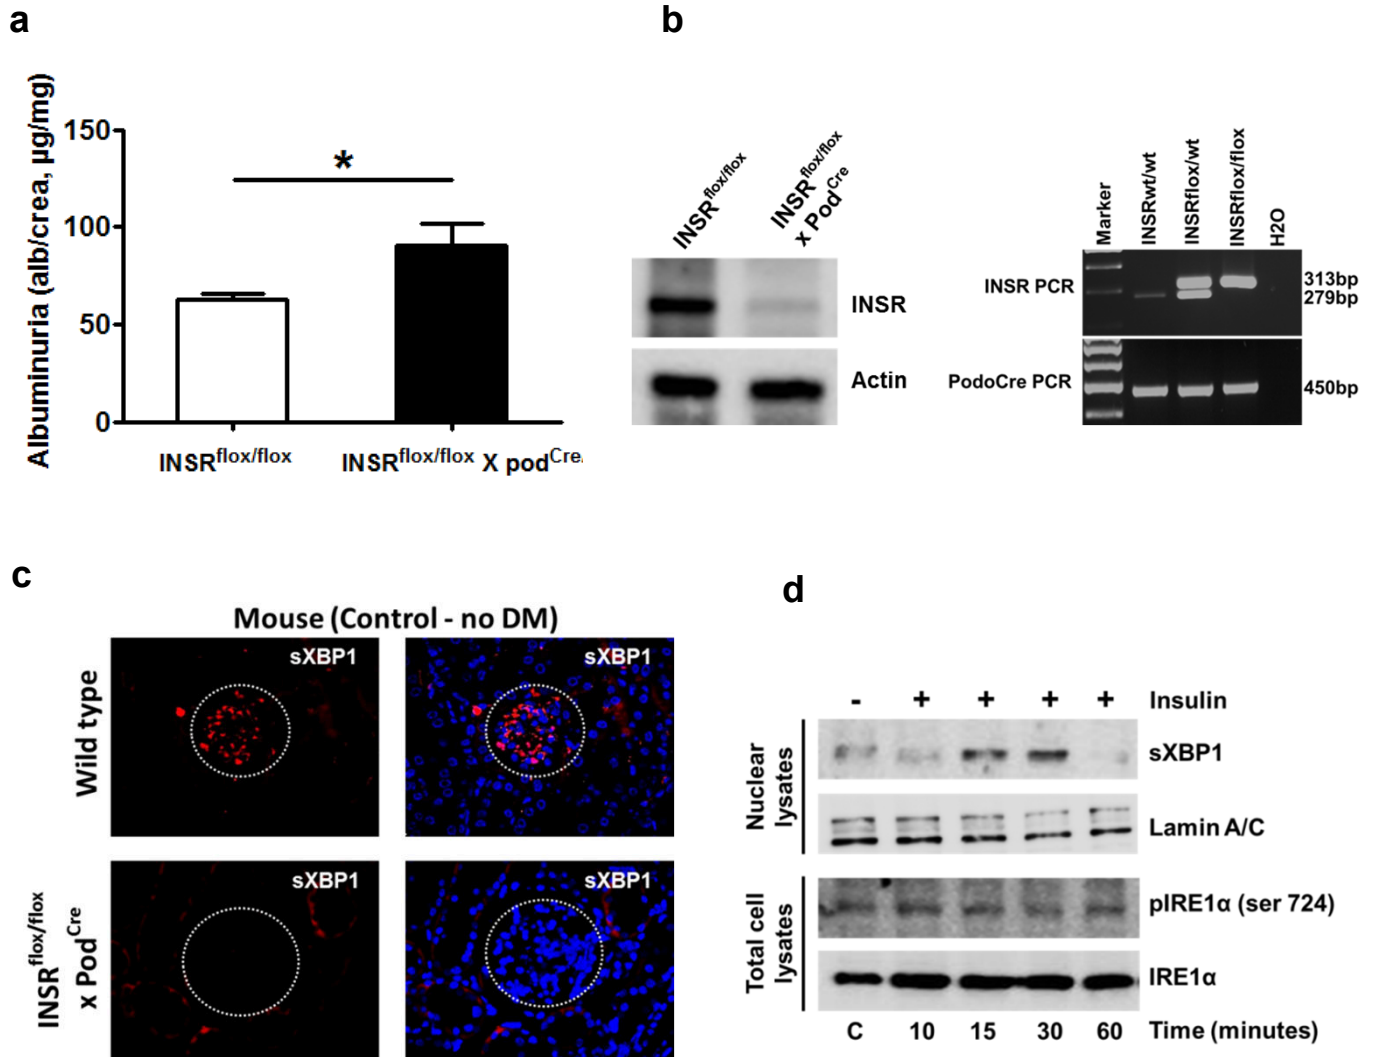 a
Albuminuria (alb/crea, µg/mg)
150
100
50
0
*
INSRflox/flox
INSRflox/flox X podCre
b
INSRflox/flox
INSRflox/flox
x PodCre
INSR
Actin
Marker
INSRwt/wt
INSRflox/wt
INSRflox/flox
H2O
INSR PCR
313bp
279bp
PodoCre PCR
450bp
c
Mouse (Control - no DM)
Wild type
sXBP1
sXBP1
INSRflox/flox
x PodCre
sXBP1
sXBP1
d
- + + + + Insulin
Nuclear
lysates
sXBP1
Lamin A/C
Total cell
lysates
pIRE1α (ser 724)
IRE1α
C 10 15 30 60 Time (minutes)